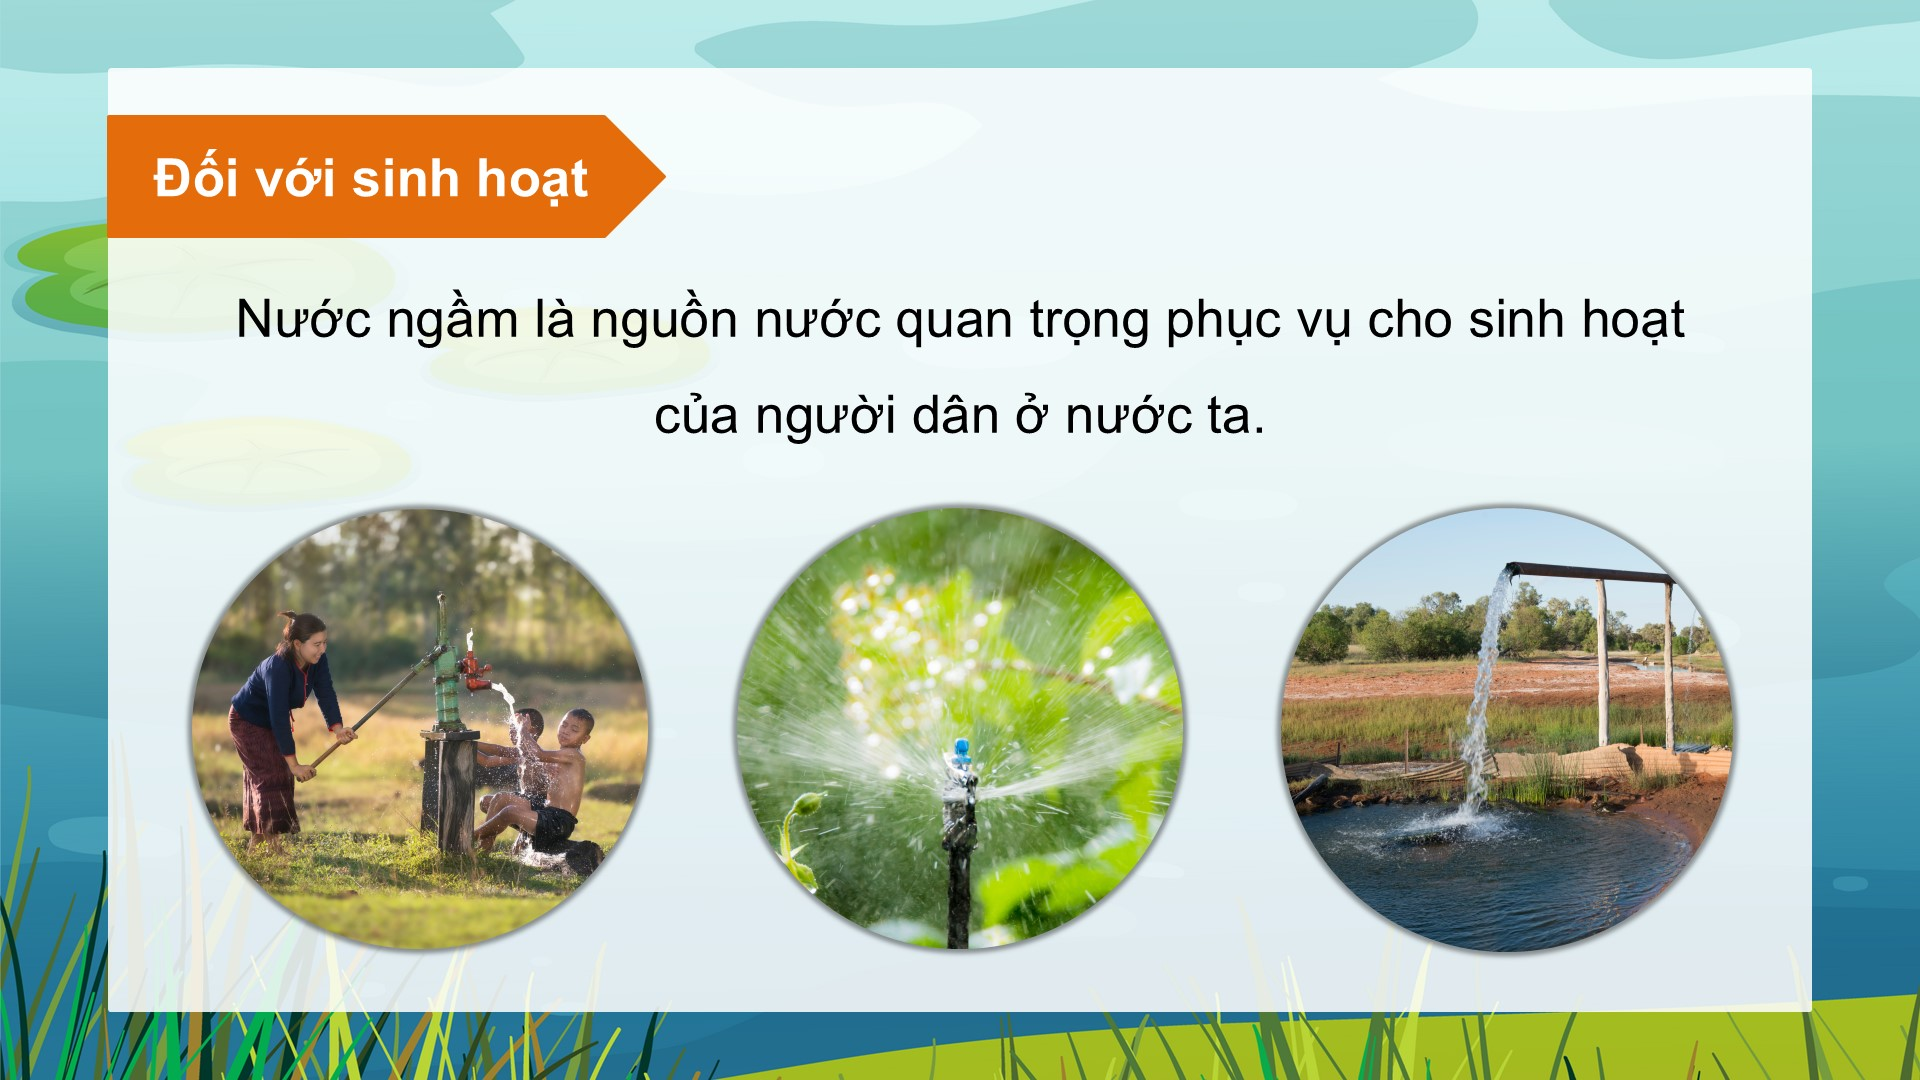 Đối với sinh hoạt
Nước ngầm là nguồn nước quan trọng phục vụ cho sinh hoạt
của người dân ở nước ta.